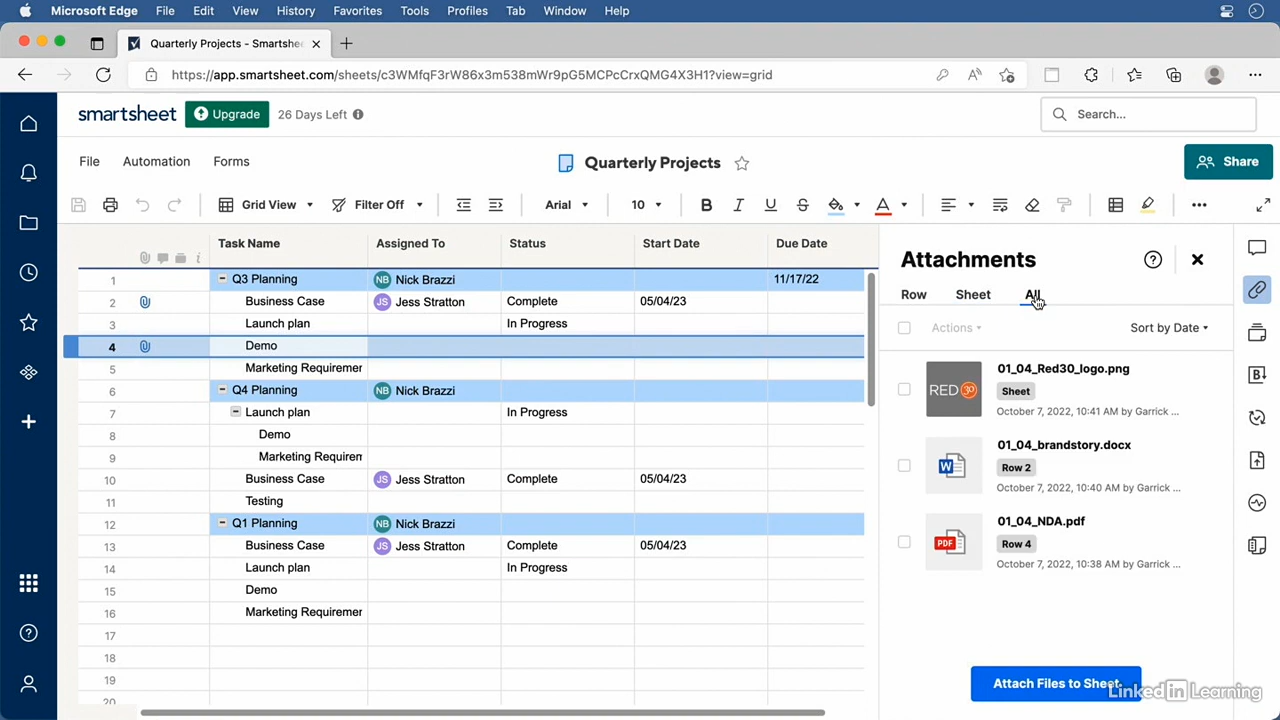 Microsoft Edge File Edit View History Favorites Tools Profiles Tab Window Help
Quarterly Projects - Smartshe
https://app.smartsheet.com/sheets/c3WMfqF3rW86x3m538mWr9pG5MCPcCrxQMG4X3H1?view=grid
smartsheet Upgrade 26 Days Left Search...
File Automation Forms Quarterly Projects Share
Grid View Filter Off Arial 10 B I U S A
Task Name Assigned To Status Start Date Due Date
1 Q3 Planning NB Nick Brazzi 11/17/22
2 Business Case JS Jess Stratton Complete 05/04/23
3 Launch plan In Progress
4 Demo
5 Marketing Requiremer
6 Q4 Planning NB Nick Brazzi
7 Launch plan In Progress
8 Demo
9 Marketing Requirem
10 Business Case JS Jess Stratton Complete 05/04/23
11 Testing
12 Q1 Planning NB Nick Brazzi
13 Business Case JS Jess Stratton Complete 05/04/23
14 Launch plan In Progress
15 Demo
16 Marketing Requiremer
17
18
19
20
Attachments
Row Sheet All
Actions Sort by Date
RED30
01_04_Red30_logo.png
Sheet
October 7, 2022, 10:41 AM by Garrick ...
W
01_04_brandstory.docx
Row 2
October 7, 2022, 10:40 AM by Garrick ...
PDF
01_04_NDA.pdf
Row 4
October 7, 2022, 10:38 AM by Garrick ...
Attach Files to Sheet
LinkedIn Learning